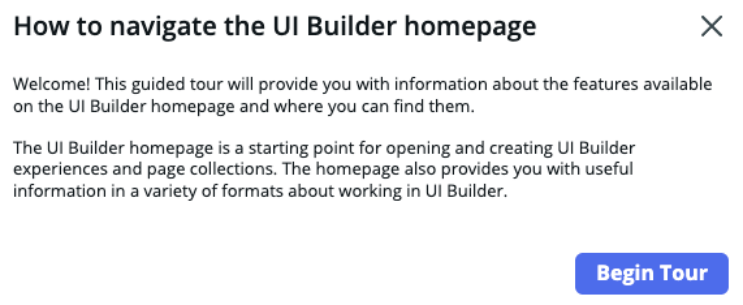 How to navigate the UI Builder homepage
Welcome! This guided tour will provide you with information about the features available
on the UI Builder homepage and where you can find them.
The UI Builder homepage is a starting point for opening and creating UI Builder
experiences and page collections. The homepage also provides you with useful
information in a variety of formats about working in UI Builder.
Begin Tour